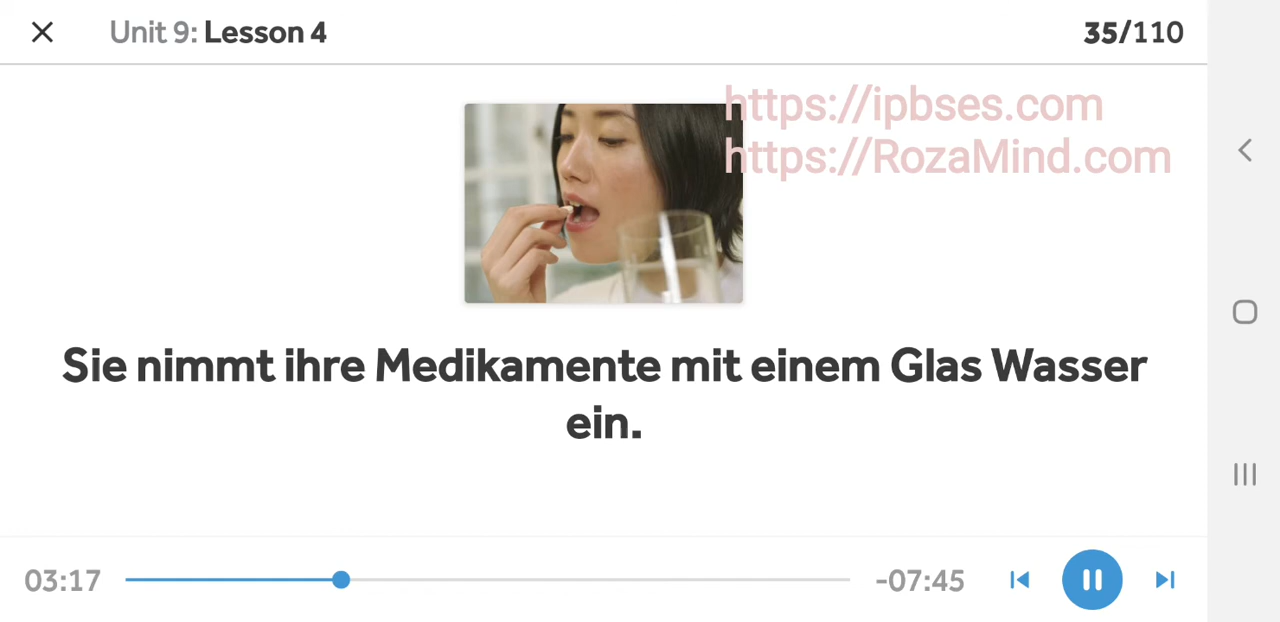 Unit 9: Lesson 4
35/110
https://ipbses.com
https://RozaMind.com
Sie nimmt ihre Medikamente mit einem Glas Wasser
ein.
03:17
-07:45